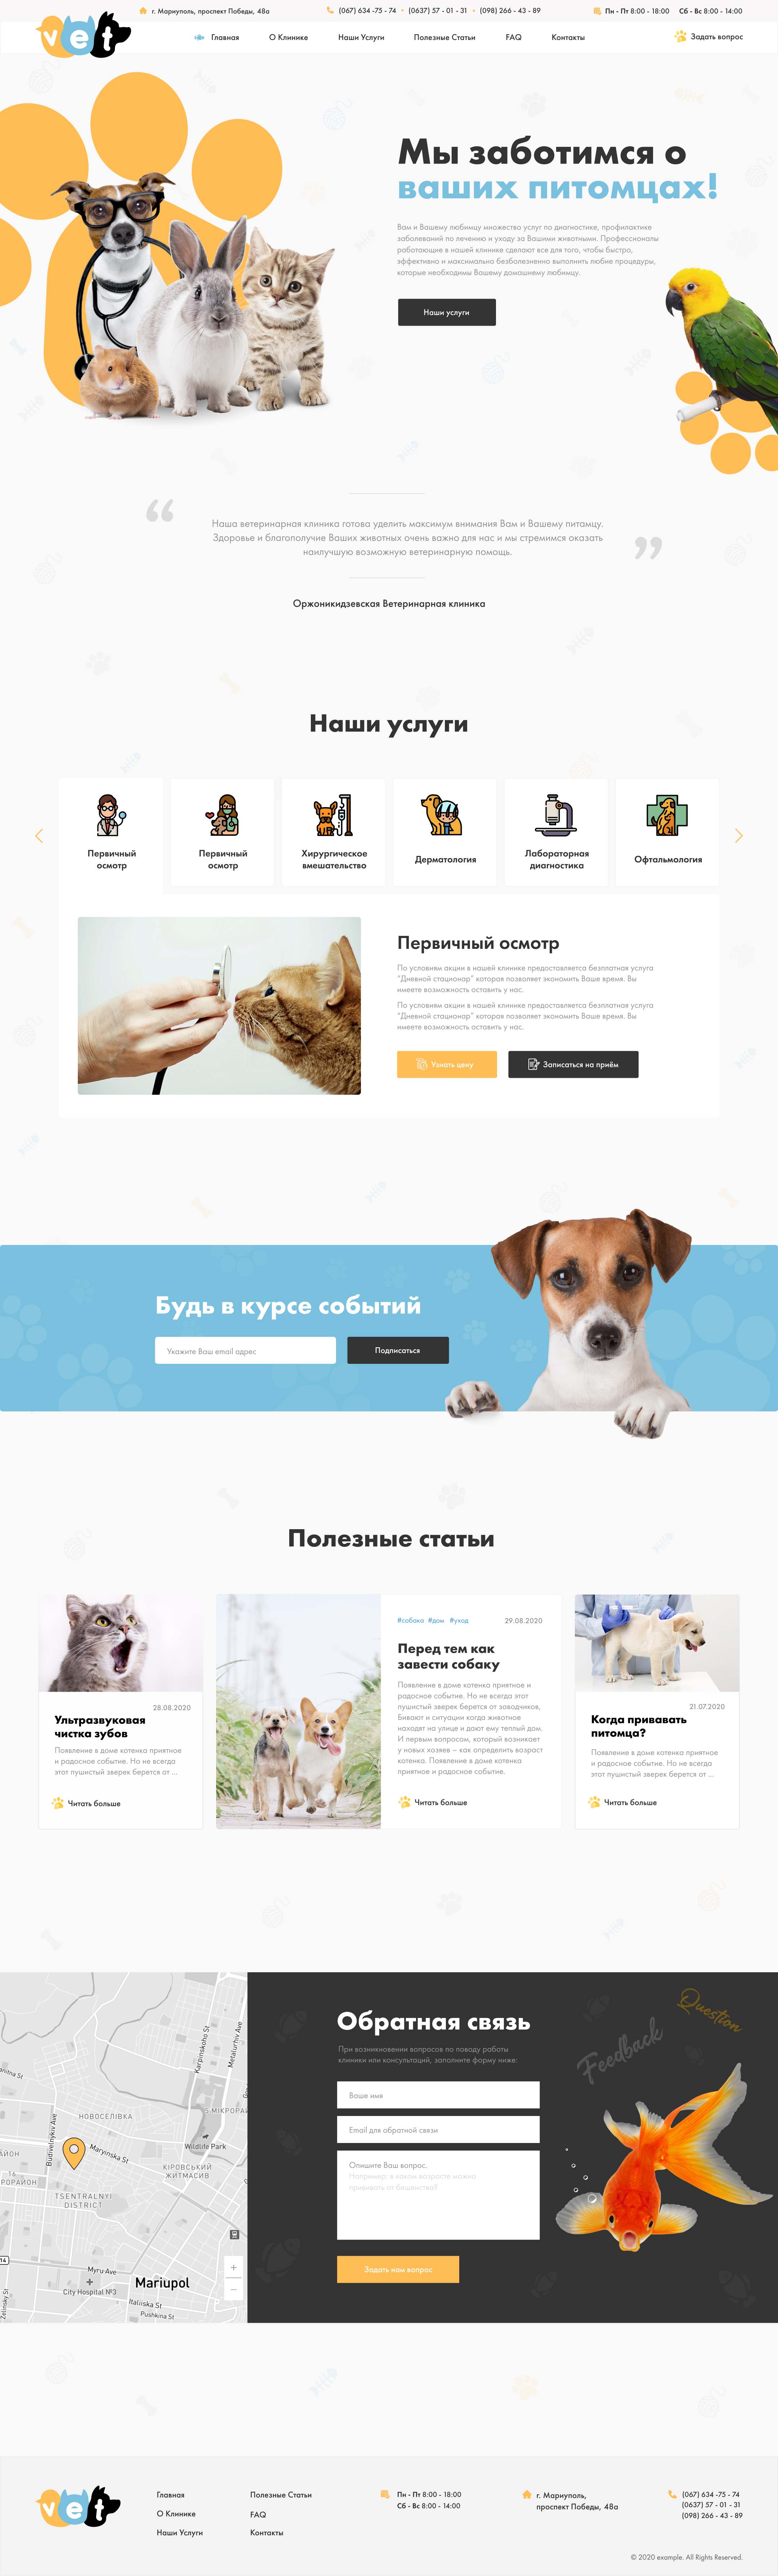 г. Мариуполь, проспект Победы, 48а
(067) 634 -75 - 74 • (0637) 57 - 01 - 31 • (098) 266 - 43 - 89
Пн - Пт 8:00 - 18:00 Сб - Вс 8:00 - 14:00
vet
Главная
О Клинике
Наши Услуги
Полезные Статьи
FAQ
Контакты
Задать вопрос
Мы заботимся о
ваших питомцах!
Вам и Вашему любимцу множество услуг по диагностике, профилактике
заболеваний по лечению и уходу за Вашими животными. Профессионалы
работающие в нашей клинике сделают все для того, чтобы быстро,
эффективно и максимально безболезненно выполнить любые процедуры,
которые необходимы Вашему домашнему любимцу.
Наши услуги
“
Наша ветеринарная клиника готова уделить максимум внимания Вам и Вашему питамцу.
Здоровье и благополучие Ваших животных очень важно для нас и мы стремимся оказать
наилучшую возможную ветеринарную помощь.
”
Оржоникидзевская Ветеринарная клиника
Наши услуги
Первичный
осмотр
Первичный
осмотр
Хирургическое
вмешательство
Дерматология
Лабораторная
диагностика
Офтальмология
Первичный осмотр
По условиям акции в нашей клинике предоставляется безплатная услуга
“Дневной стационар” которая позволяет экономить Ваше время. Вы
имеете возможность оставить у нас.
По условиям акции в нашей клинике предоставляется безплатная услуга
“Дневной стационар” которая позволяет экономить Ваше время. Вы
имеете возможность оставить у нас.
Узнать цену
Записаться на приём
Будь в курсе событий
Укажите Ваш email адрес
Подписаться
Полезные статьи
28.08.2020
Ультразвуковая
чистка зубов
Появление в доме котенка приятное
и радосное событие. Но не всегда
этот пушистый зверек берется от ...
Читать больше
#собака #дом #уход
29.08.2020
Перед тем как
завести собаку
Появление в доме котенка приятное и
радосное событие. Но не всегда этот
пушистый зверек берется от заводчиков,
Бивают и ситуации когда животное
находят на улице и дают ему теплый дом.
И первым вопросом, который возникает
у новых хозяев – как определить возраст
котенка. Появление в доме котенка
приятное и радосное событие.
Читать больше
21.07.2020
Когда прививать
питомца?
Появление в доме котенка приятное
и радосное событие. Но не всегда
этот пушистый зверек берется от ...
Читать больше
Karpinskoho St
Metalurhiv Ave
НОВОСЕЛІВКА
Budivelnykiv Ave
Maryinska St
Wildlife Park
КІРОВСЬКИЙ
ЖИТМАСИВ
TSENTRALNYI
DISTRICT
Myru Ave
City Hospital №3
Mariupol
Italiiska St
Pushkina St
+
−
Обратная связь
При возникновении вопросов по поводу работы
клиники или консультаций, заполните форму ниже:
Question
Feedback
Ваше имя
Email для обратной связи
Опишите Ваш вопрос.
Например: в каком возрасте можно
прививать от бешенства?
Задать нам вопрос
vet
Главная
О Клинике
Наши Услуги
Полезные Статьи
FAQ
Контакты
Пн - Пт 8:00 - 18:00
Сб - Вс 8:00 - 14:00
г. Мариуполь,
проспект Победы, 48а
(067) 634 -75 - 74
(0637) 57 - 01 - 31
(098) 266 - 43 - 89
© 2020 example. All Rights Reserved.